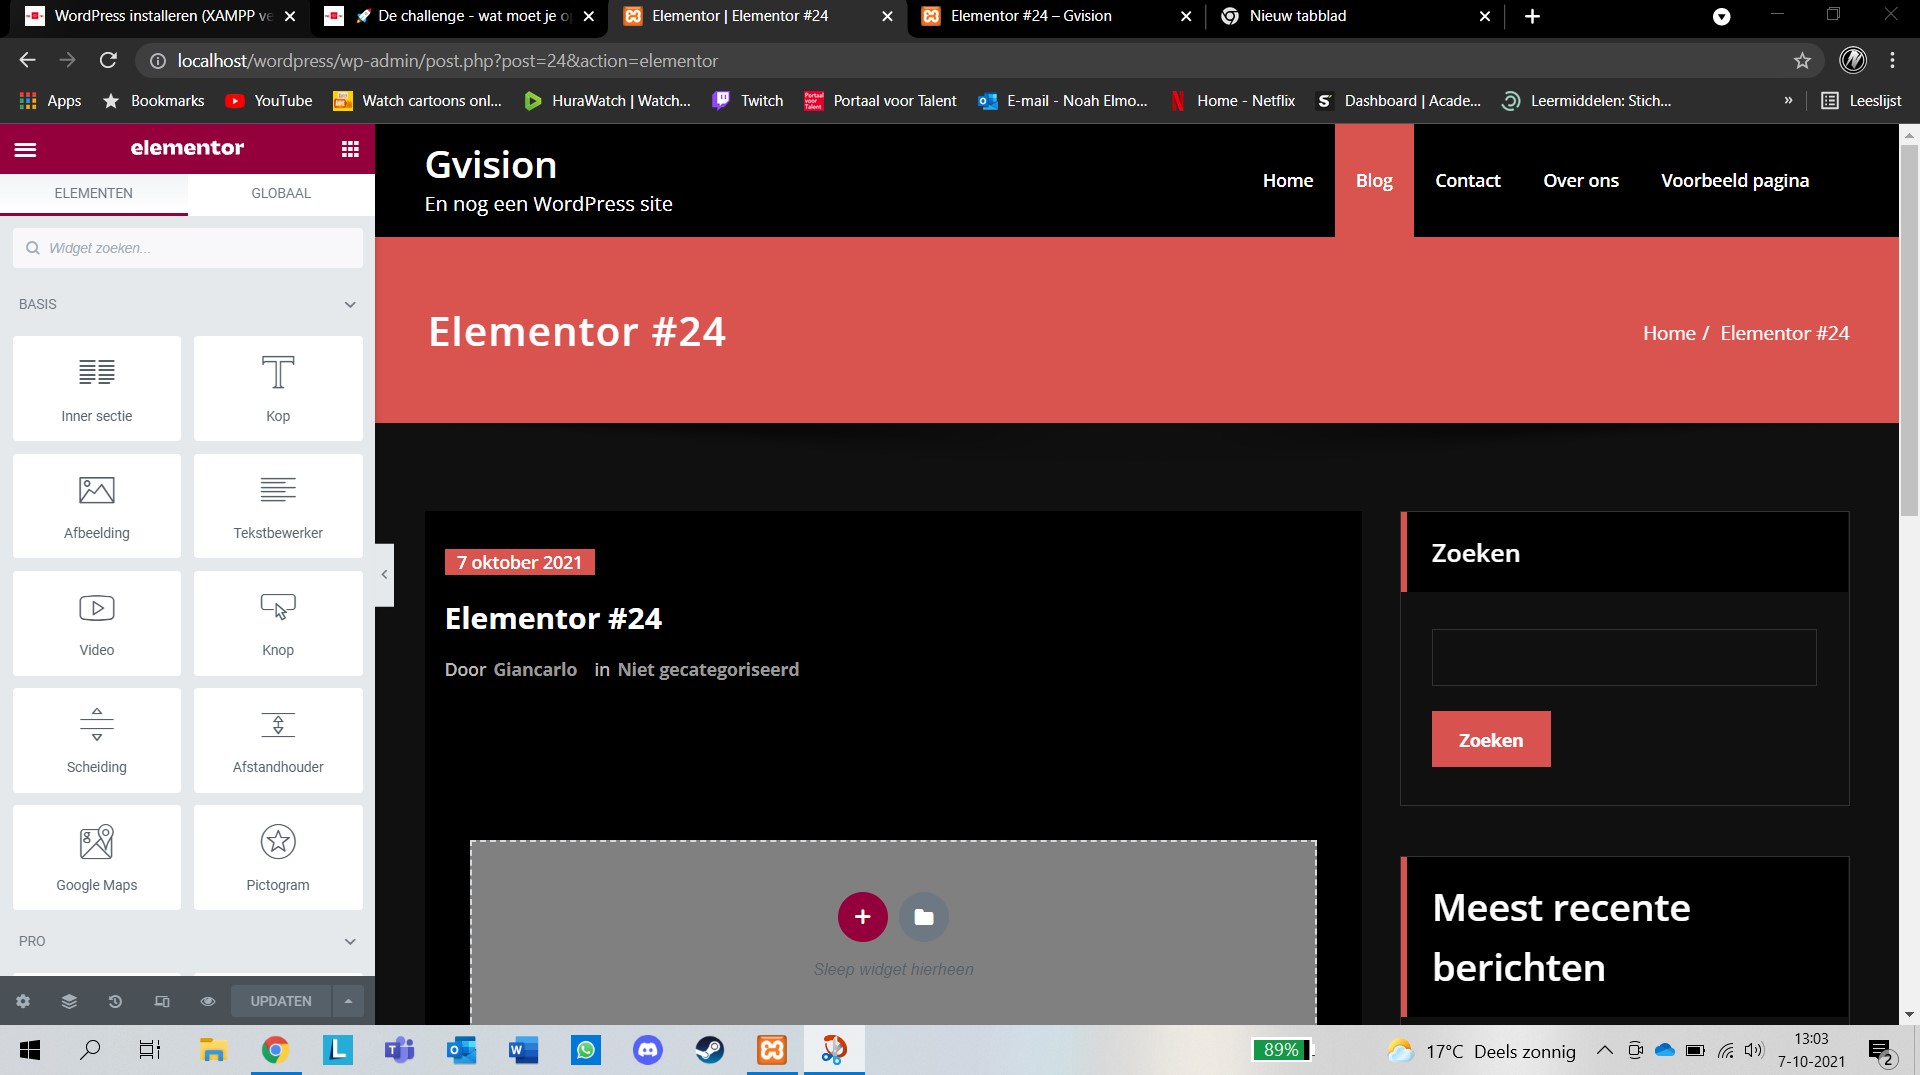 WordPress installeren (XAMPP ve
De challenge - wat moet je o
Elementor | Elementor #24
Elementor #24 – Gvision
Nieuw tabblad
localhost/wordpress/wp-admin/post.php?post=24&action=elementor
Apps
Bookmarks
YouTube
Watch cartoons onl...
HuraWatch | Watch...
Twitch
Portaal voor Talent
E-mail - Noah Elmo...
Home - Netflix
Dashboard | Acade...
Leermiddelen: Stich...
»
Leeslijst
elementor
ELEMENTEN
GLOBAAL
Widget zoeken...
BASIS
Inner sectie
Kop
Afbeelding
Tekstbewerker
Video
Knop
Scheiding
Afstandhouder
Google Maps
Pictogram
PRO
UPDATEN
Gvision
En nog een WordPress site
Home
Blog
Contact
Over ons
Voorbeeld pagina
Elementor #24
Home / Elementor #24
7 oktober 2021
Elementor #24
Door Giancarlo in Niet gecategoriseerd
Sleep widget hierheen
Zoeken
Zoeken
Meest recente
berichten
89%
17°C Deels zonnig
13:03
7-10-2021
2